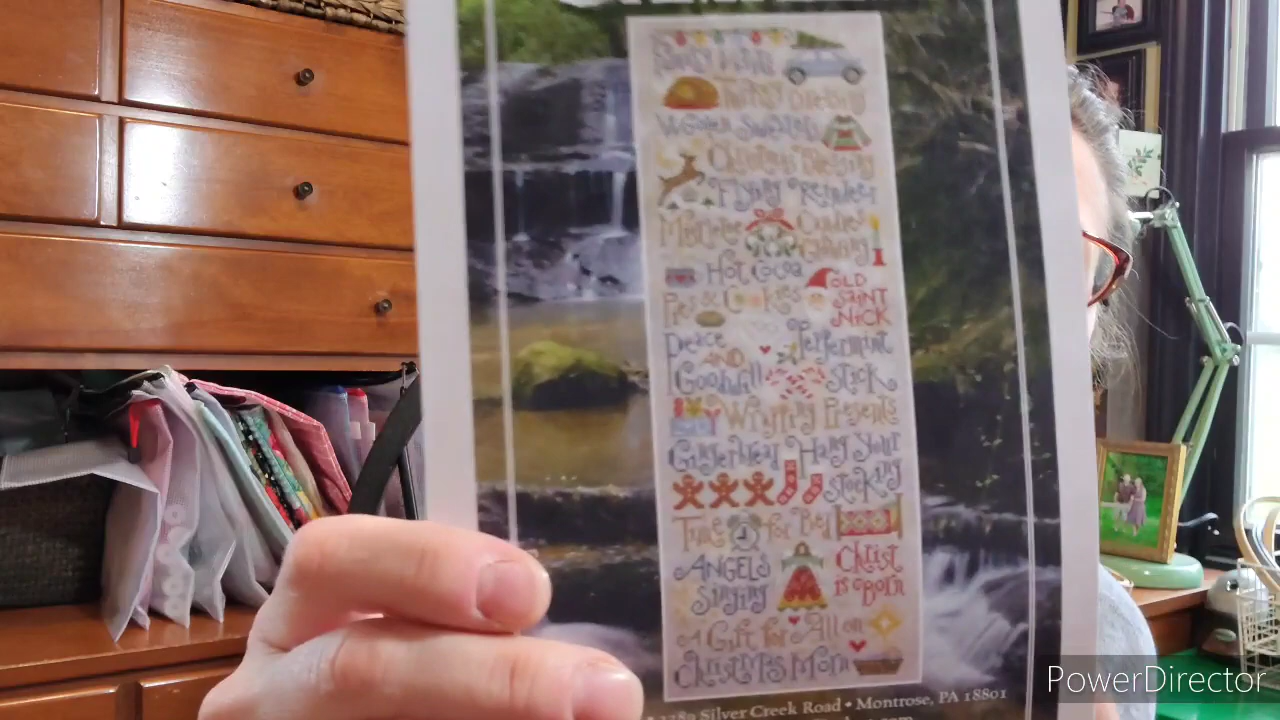 Turkey Dinners
Woolen Sweaters
Christmas Trimming
Flying Reindeer
Mistletoe Candles
Glowing
Hot Cocoa
Pies & Cookies
OLD
SAINT
NICK
Peace
AND
Goodwill
Peppermint
Stick
Wrapping Presents
Gingerbread
Hang Your
Stocking
Time for Bed
ANGELS
Singing
Christ
is Born
A Gift for All on
Christmas Morn
Silver Creek Road • Montrose, PA 18801
PowerDirector